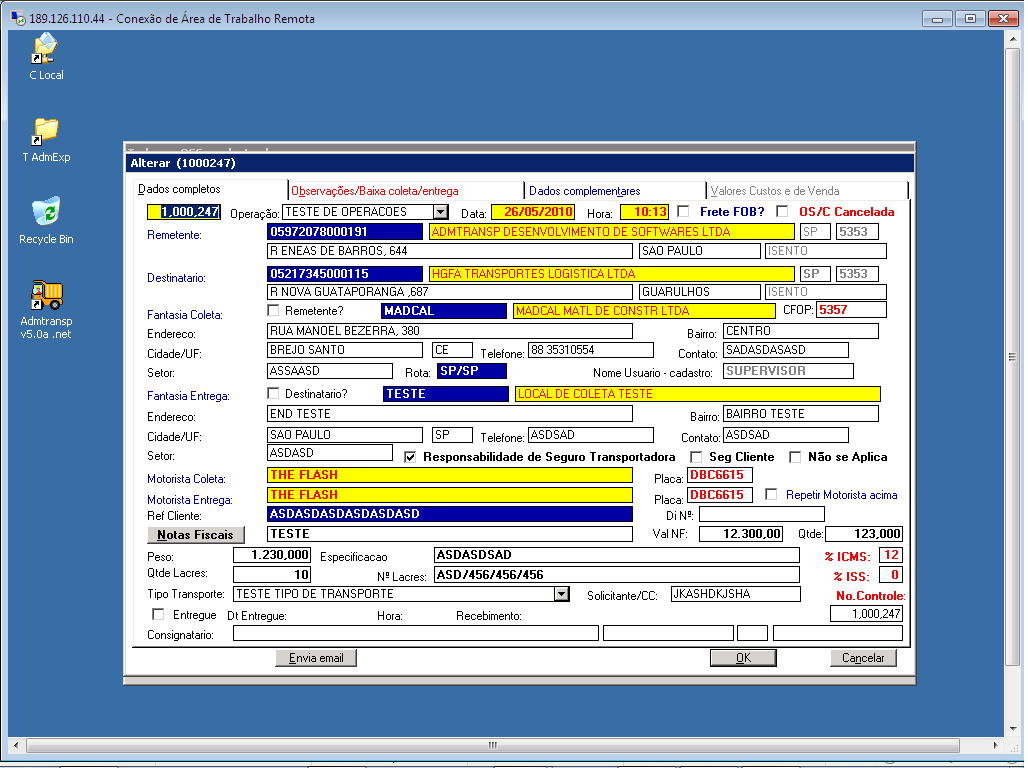 189.126.110.44 - Conexão de Área de Trabalho Remota
C Local
T AdmExp
Recycle Bin
Admtransp
v5.0a .net
Alterar (1000247)
Dados completos Observações/Baixa coleta/entrega Dados complementares Valores Custos e de Venda
1,000,247 Operação: TESTE DE OPERACOES Data: 26/05/2010 Hora: 10:13 Frete FOB? OS/C Cancelada
Remetente: 05972078000191 ADMTRANSP DESENVOLVIMENTO DE SOFTWARES LTDA SP 5353
R ENEAS DE BARROS, 644 SAO PAULO ISENTO
Destinatario: 05217345000115 HGFA TRANSPORTES LOGISTICA LTDA SP 5353
R NOVA GUATAPORANGA ,687 GUARULHOS ISENTO
Fantasia Coleta: Remetente? MADCAL MADCAL MATL DE CONSTR LTDA CFOP: 5357
Endereco: RUA MANOEL BEZERRA, 380 Bairro: CENTRO
Cidade/UF: BREJO SANTO CE Telefone: 88 35310554 Contato: SADASDASASD
Setor: ASSAASD Rota: SP/SP Nome Usuario - cadastro: SUPERVISOR
Fantasia Entrega: Destinatario? TESTE LOCAL DE COLETA TESTE
Endereco: END TESTE Bairro: BAIRRO TESTE
Cidade/UF: SAO PAULO SP Telefone: ASDSAD Contato: ASDSAD
Setor: ASDASD Responsabilidade de Seguro Transportadora Seg Cliente Não se Aplica
Motorista Coleta: THE FLASH Placa: DBC6615
Motorista Entrega: THE FLASH Placa: DBC6615 Repetir Motorista acima
Ref Cliente: ASDASDASDASDASDASD Di Nº:
Notas Fiscais TESTE Val NF: 12.300,00 Qtde: 123,000
Peso: 1.230,000 Especificacao ASDASDSAD % ICMS: 12
Qtde Lacres: 10 Nº Lacres: ASD/456/456/456 % ISS: 0
Tipo Transporte: TESTE TIPO DE TRANSPORTE Solicitante/CC: JKASHDKJSHA No.Controle:
Entregue Dt Entregue: Hora: Recebimento: 1,000,247
Consignatario:
Envia email OK Cancelar